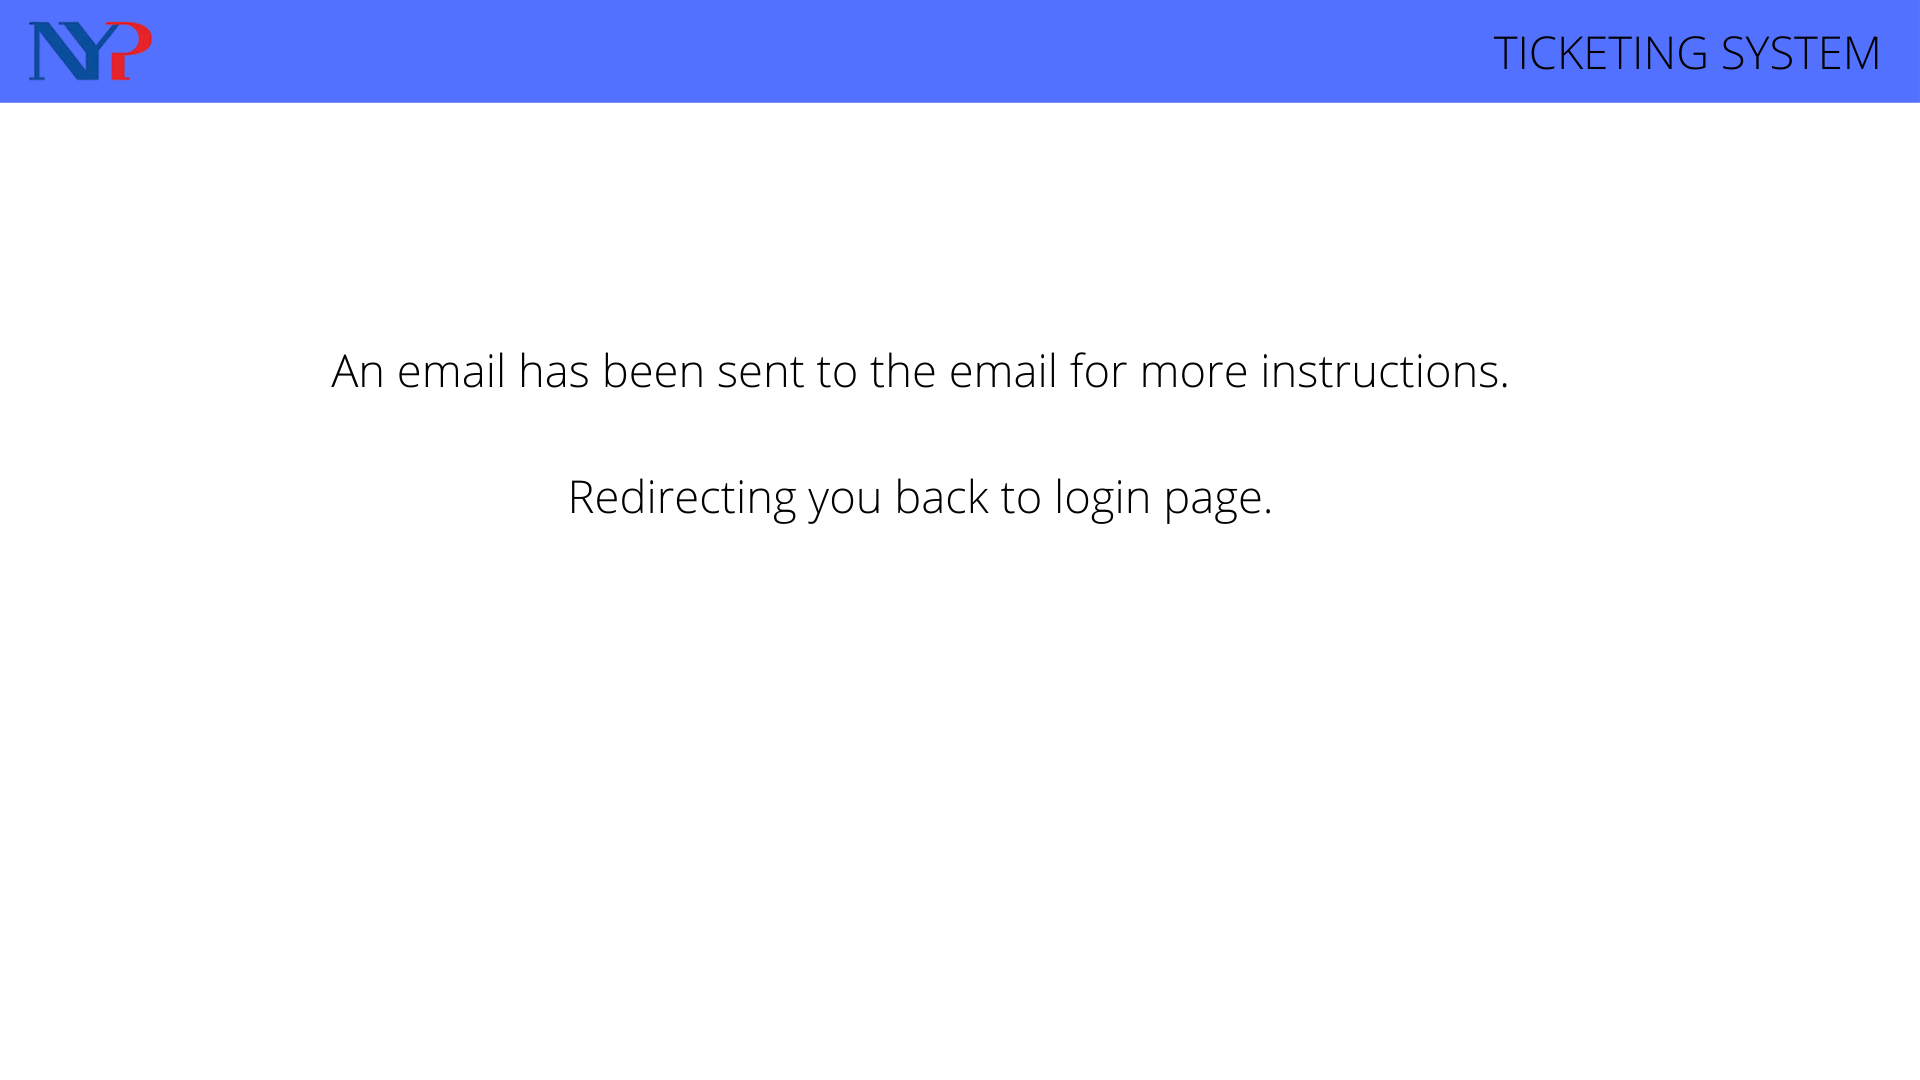 NYP
TICKETING SYSTEM
An email has been sent to the email for more instructions.
Redirecting you back to login page.